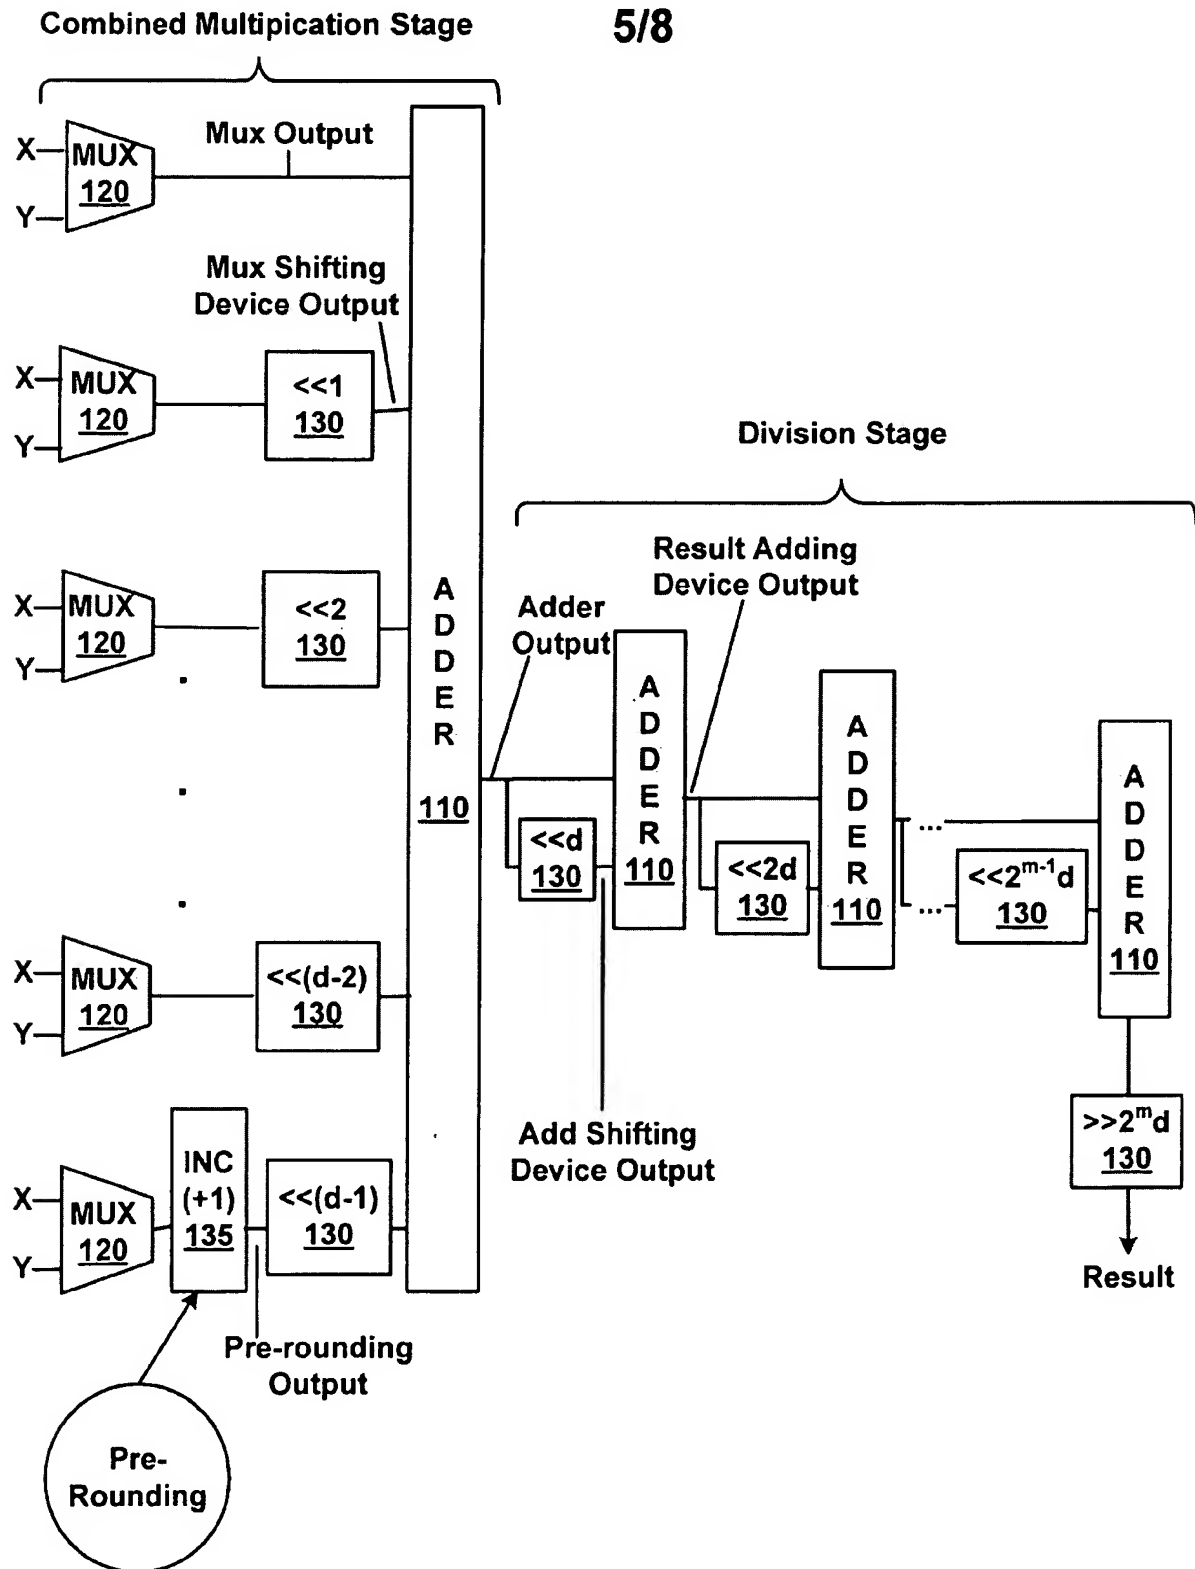 Combined Multipication Stage
5/8
X
MUX
120
Y
Mux Output
Mux Shifting
Device Output
X
MUX
120
Y
<<1
130
Division Stage
X
MUX
120
Y
<<2
130
A
D
D
E
R
110
Adder
Output
Result Adding
Device Output
<<d
130
A
D
D
E
R
110
<<2d
130
A
D
D
E
R
110
...
...
<<2^{m-1}d
130
A
D
D
E
R
110
X
MUX
120
Y
<<(d-2)
130
Add Shifting
Device Output
>>2^{m}d
130
Result
X
MUX
120
Y
INC
(+1)
135
<<(d-1)
130
Pre-rounding
Output
Pre-
Rounding